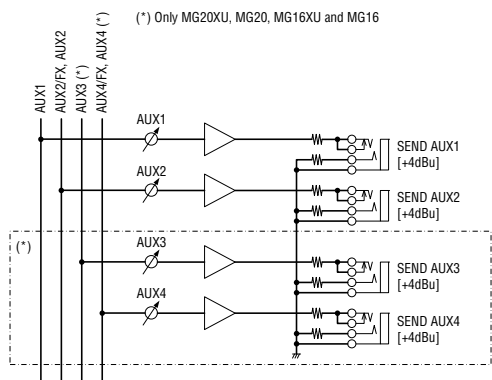 (*) Only MG20XU, MG20, MG16XU and MG16
AUX1
AUX2/FX, AUX2
AUX3 (*)
AUX4/FX, AUX4 (*)
AUX1
SEND AUX1
[+4dBu]
AUX2
SEND AUX2
[+4dBu]
(*)
AUX3
SEND AUX3
[+4dBu]
AUX4
SEND AUX4
[+4dBu]